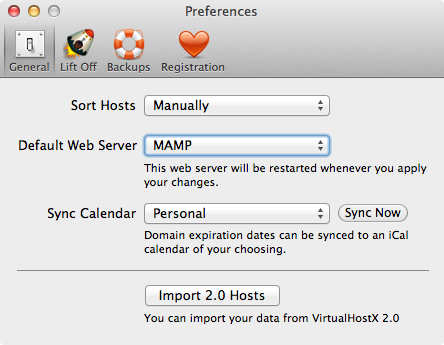 Preferences
General Lift Off Backups Registration
Sort Hosts Manually
Default Web Server MAMP
This web server will be restarted whenever you apply
your changes.
Sync Calendar Personal Sync Now
Domain expiration dates can be synced to an iCal
calendar of your choosing.
Import 2.0 Hosts
You can import your data from VirtualHostX 2.0